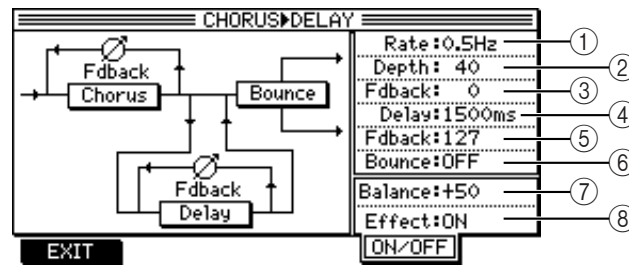 CHORUS▶DELAY
Fdback
Chorus
Bounce
Fdback
Delay
Rate:0.5Hz ①
Depth: 40 ②
Fdback: 0 ③
Delay:1500ms ④
Fdback:127 ⑤
Bounce:OFF ⑥
Balance:+50 ⑦
Effect:ON ⑧
EXIT
ON/OFF